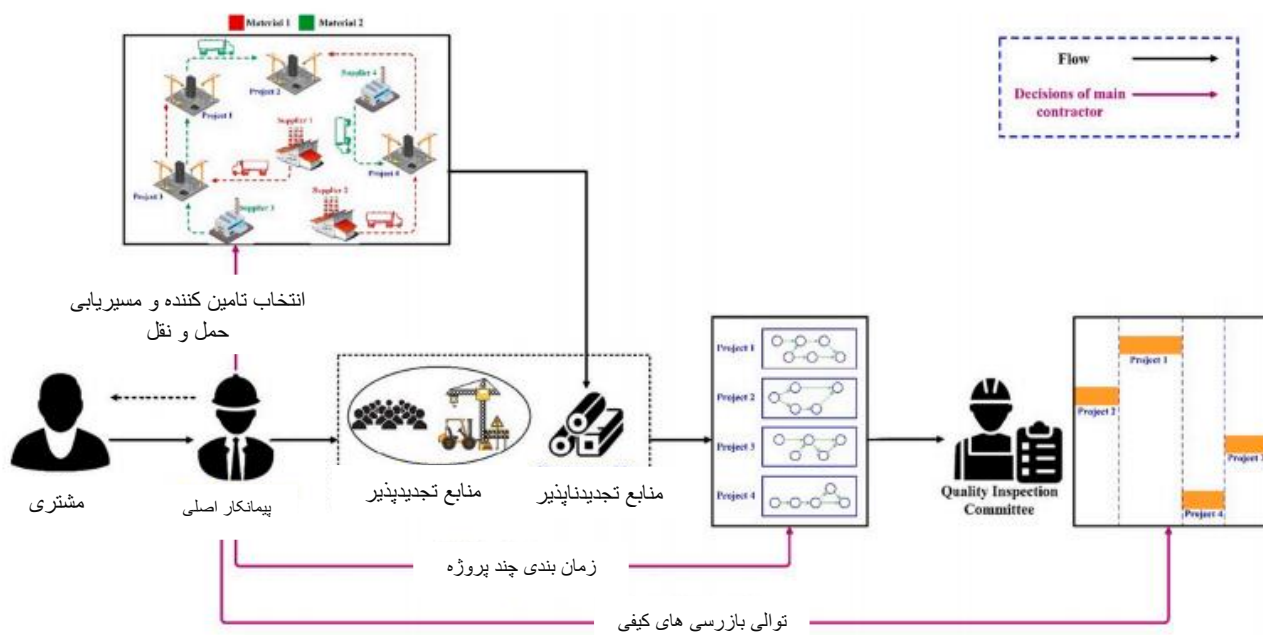 Material 1
Material 2
Flow
Decisions of main
contractor
Project 2
Supplier 4
Project 1
Supplier 1
Project 4
Project 3
Supplier 2
Supplier 3
انتخاب تامین کننده و مسیریابی
حمل و نقل
Project 1
Project 2
Project 3
Project 4
Project 1
Project 2
Project
Project 4
Quality Inspection
Committee
مشتری
پیمانکار اصلی
منابع تجدیدپذیر
منابع تجدیدناپذیر
زمان بندی چند پروژه
توالی بازرسی های کیفی